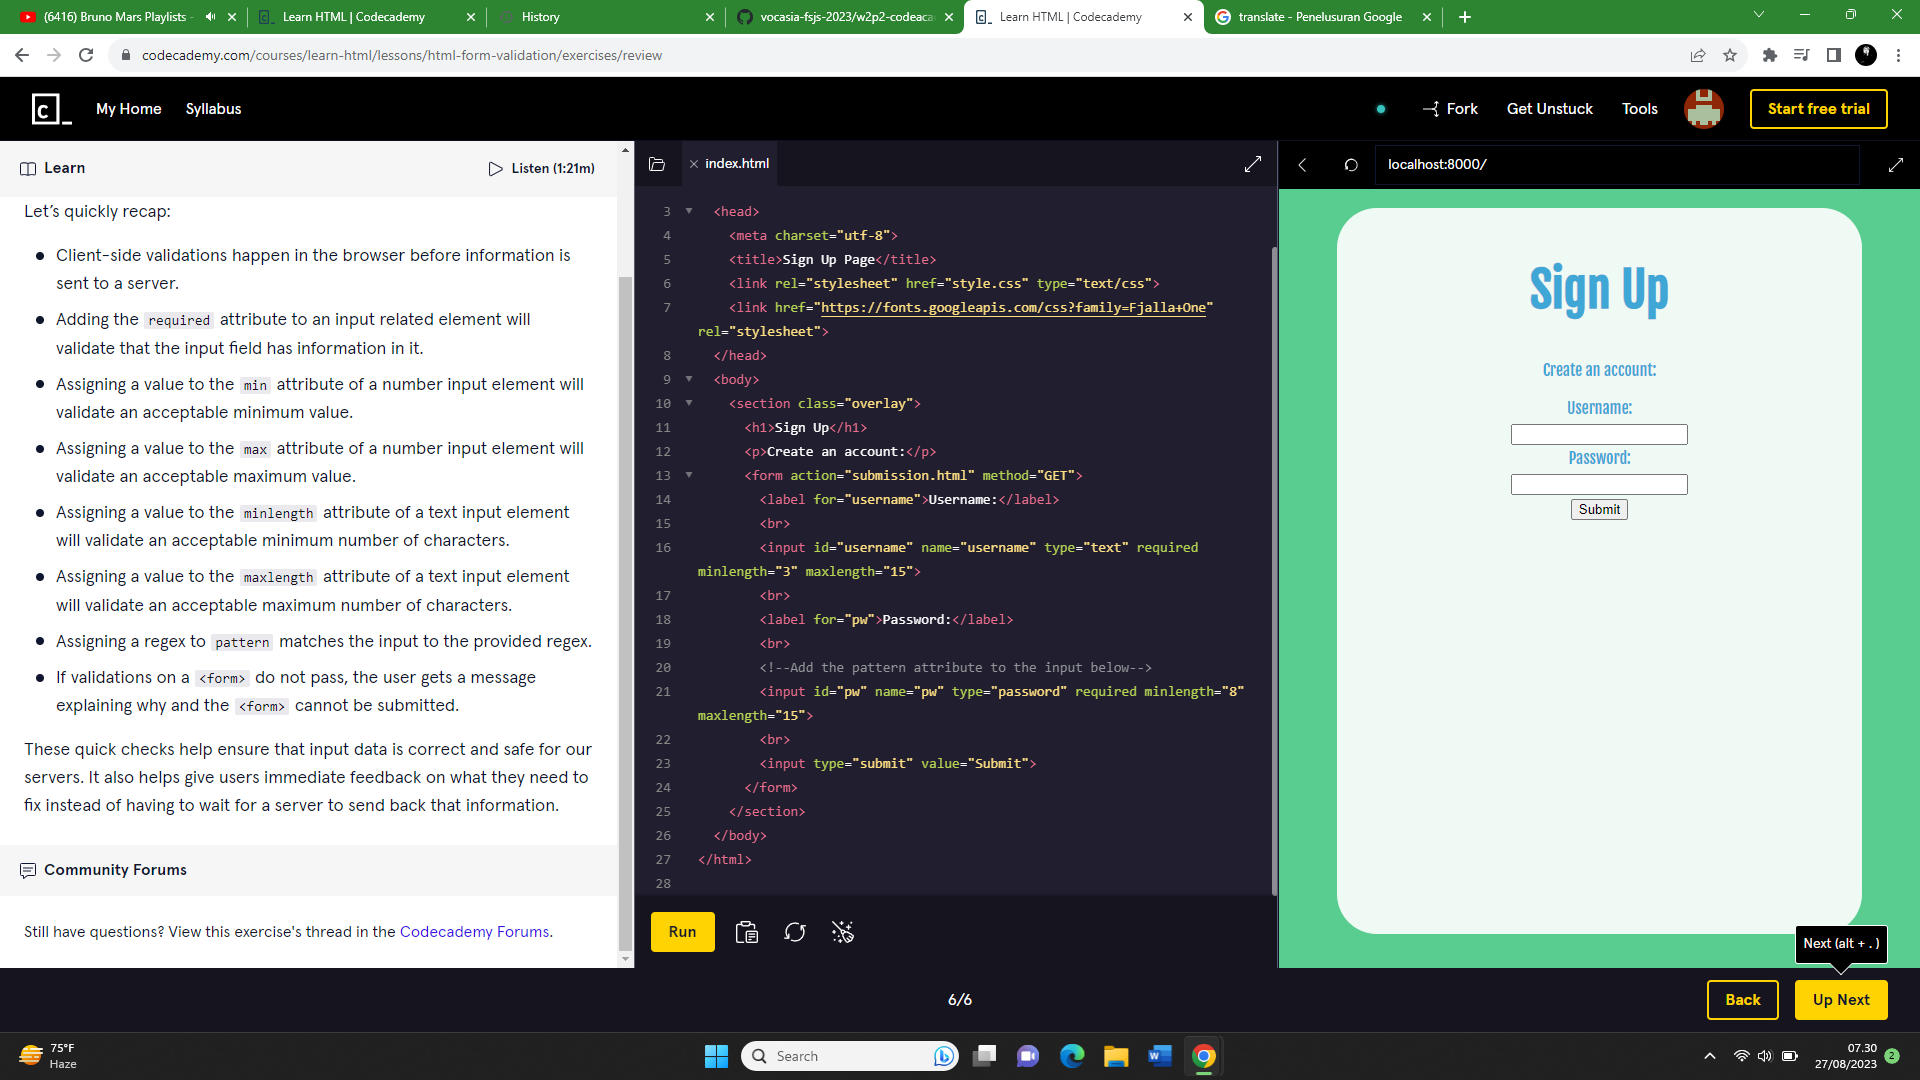 (6416) Bruno Mars Playlists -
Learn HTML | Codecademy
History
vocasia-fsjs-2023/w2p2-codeaca
Learn HTML | Codecademy
translate - Penelusuran Google
codecademy.com/courses/learn-html/lessons/html-form-validation/exercises/review
My Home
Syllabus
Fork
Get Unstuck
Tools
Start free trial
Learn
Listen (1:21m)
Let's quickly recap:
Client-side validations happen in the browser before information is
sent to a server.
Adding the required attribute to an input related element will
validate that the input field has information in it.
Assigning a value to the min attribute of a number input element will
validate an acceptable minimum value.
Assigning a value to the max attribute of a number input element will
validate an acceptable maximum value.
Assigning a value to the minlength attribute of a text input element
will validate an acceptable minimum number of characters.
Assigning a value to the maxlength attribute of a text input element
will validate an acceptable maximum number of characters.
Assigning a regex to pattern matches the input to the provided regex.
If validations on a <form> do not pass, the user gets a message
explaining why and the <form> cannot be submitted.
These quick checks help ensure that input data is correct and safe for our
servers. It also helps give users immediate feedback on what they need to
fix instead of having to wait for a server to send back that information.
Community Forums
Still have questions? View this exercise's thread in the Codecademy Forums.
index.html
3 <head>
4 <meta charset="utf-8">
5 <title>Sign Up Page</title>
6 <link rel="stylesheet" href="style.css" type="text/css">
7 <link href="https://fonts.googleapis.com/css?family=Fjalla+One"
rel="stylesheet">
8 </head>
9 <body>
10 <section class="overlay">
11 <h1>Sign Up</h1>
12 <p>Create an account:</p>
13 <form action="submission.html" method="GET">
14 <label for="username">Username:</label>
15 <br>
16 <input id="username" name="username" type="text" required
minlength="3" maxlength="15">
17 <br>
18 <label for="pw">Password:</label>
19 <br>
20 <!--Add the pattern attribute to the input below-->
21 <input id="pw" name="pw" type="password" required minlength="8"
maxlength="15">
22 <br>
23 <input type="submit" value="Submit">
24 </form>
25 </section>
26 </body>
27 </html>
28
Run
localhost:8000/
Sign Up
Create an account:
Username:
Password:
Submit
Next (alt + . )
6/6
Back
Up Next
75°F
Haze
Search
07.30
27/08/2023
2